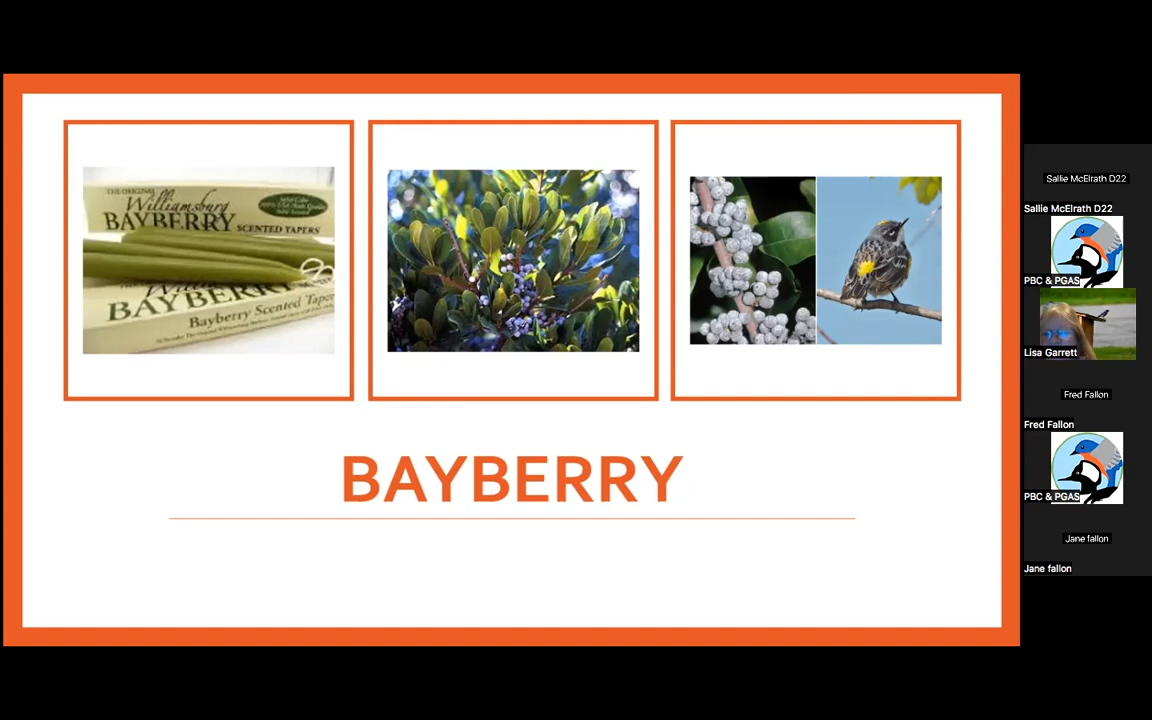 THE ORIGINAL
Williamsburg
BAYBERRY SCENTED TAPERS
BAYBERRY
Bayberry Scented Taper
BAYBERRY
Sallie McElrath D22
Sallie McElrath D22
PBC & PGAS
Lisa Garrett
Fred Fallon
Fred Fallon
PBC & PGAS
Jane fallon
Jane fallon